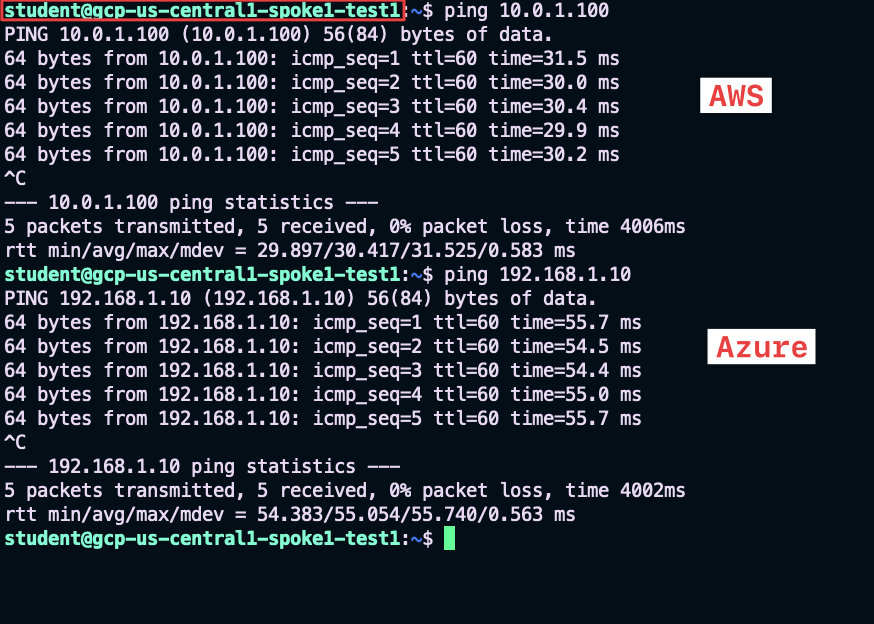 student@gcp-us-central1-spoke1-test1:~$ ping 10.0.1.100
PING 10.0.1.100 (10.0.1.100) 56(84) bytes of data.
64 bytes from 10.0.1.100: icmp_seq=1 ttl=60 time=31.5 ms
64 bytes from 10.0.1.100: icmp_seq=2 ttl=60 time=30.0 ms
AWS
64 bytes from 10.0.1.100: icmp_seq=3 ttl=60 time=30.4 ms
64 bytes from 10.0.1.100: icmp_seq=4 ttl=60 time=29.9 ms
64 bytes from 10.0.1.100: icmp_seq=5 ttl=60 time=30.2 ms
^C
--- 10.0.1.100 ping statistics ---
5 packets transmitted, 5 received, 0% packet loss, time 4006ms
rtt min/avg/max/mdev = 29.897/30.417/31.525/0.583 ms
student@gcp-us-central1-spoke1-test1:~$ ping 192.168.1.10
PING 192.168.1.10 (192.168.1.10) 56(84) bytes of data.
64 bytes from 192.168.1.10: icmp_seq=1 ttl=60 time=55.7 ms
64 bytes from 192.168.1.10: icmp_seq=2 ttl=60 time=54.5 ms
Azure
64 bytes from 192.168.1.10: icmp_seq=3 ttl=60 time=54.4 ms
64 bytes from 192.168.1.10: icmp_seq=4 ttl=60 time=55.0 ms
64 bytes from 192.168.1.10: icmp_seq=5 ttl=60 time=55.7 ms
^C
--- 192.168.1.10 ping statistics ---
5 packets transmitted, 5 received, 0% packet loss, time 4002ms
rtt min/avg/max/mdev = 54.383/55.054/55.740/0.563 ms
student@gcp-us-central1-spoke1-test1:~$